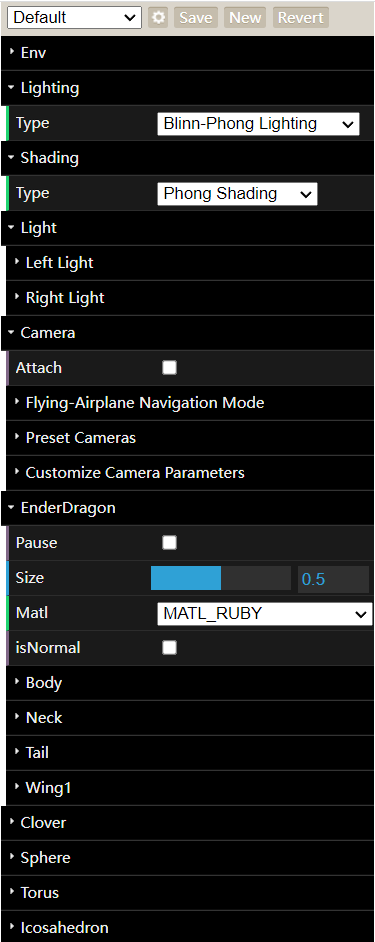 Default Save New Revert
Env
Lighting
Type Blinn-Phong Lighting
Shading
Type Phong Shading
Light
Left Light
Right Light
Camera
Attach
Flying-Airplane Navigation Mode
Preset Cameras
Customize Camera Parameters
EnderDragon
Pause
Size 0.5
Matl MATL_RUBY
isNormal
Body
Neck
Tail
Wing1
Clover
Sphere
Torus
Icosahedron